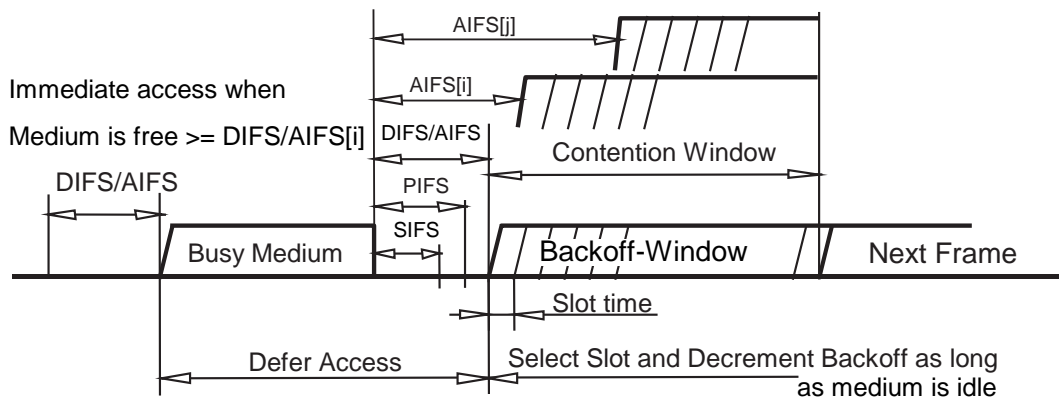 AIFS[j]
Immediate access when
AIFS[i]
Medium is free >= DIFS/AIFS[i]
DIFS/AIFS
Contention Window
DIFS/AIFS
PIFS
SIFS
Busy Medium
Backoff-Window
Next Frame
Slot time
Defer Access
Select Slot and Decrement Backoff as long
as medium is idle